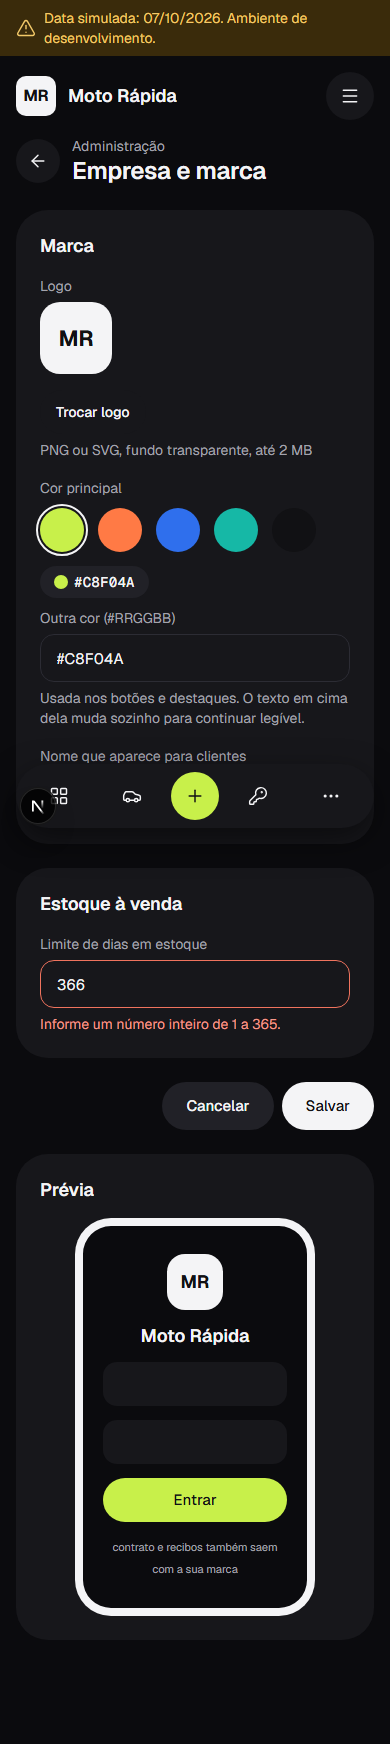 Data simulada: 07/10/2026. Ambiente de
desenvolvimento.
MR
Moto Rápida
Administração
Empresa e marca
Marca
Logo
MR
Trocar logo
PNG ou SVG, fundo transparente, até 2 MB
Cor principal
#C8F04A
Outra cor (#RRGGBB)
#C8F04A
Usada nos botões e destaques. O texto em cima
dela muda sozinho para continuar legível.
Nome que aparece para clientes
N
Estoque à venda
Limite de dias em estoque
366
Informe um número inteiro de 1 a 365.
Cancelar
Salvar
Prévia
MR
Moto Rápida
Entrar
contrato e recibos também saem
com a sua marca